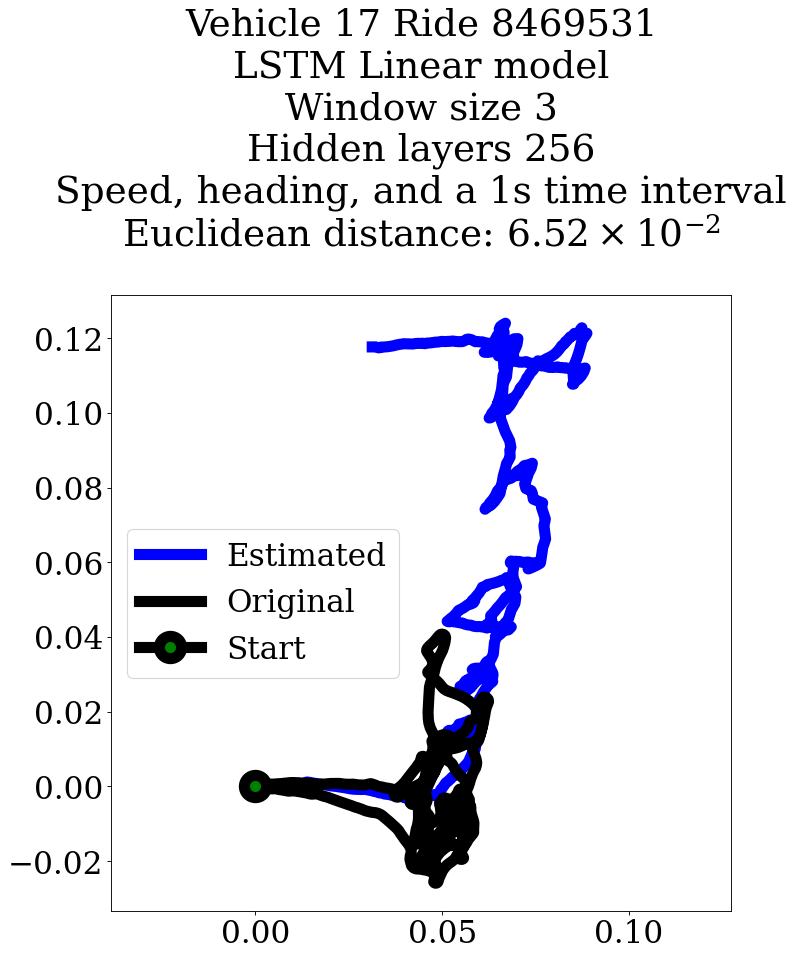 Vehicle 17 Ride 8469531
LSTM Linear model
Window size 3
Hidden layers 256
Speed, heading, and a 1s time interval
Euclidean distance: 6.52 × 10⁻²
0.12
0.10
0.08
0.06
0.04
0.02
0.00
−0.02
Estimated
Original
Start
0.00 0.05 0.10